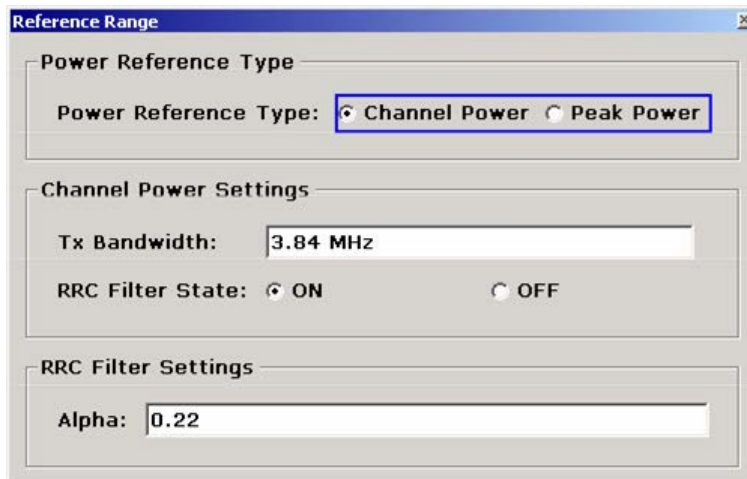 Reference Range
Power Reference Type
Power Reference Type: Channel Power Peak Power
Channel Power Settings
Tx Bandwidth: 3.84 MHz
RRC Filter State: ON OFF
RRC Filter Settings
Alpha: 0.22